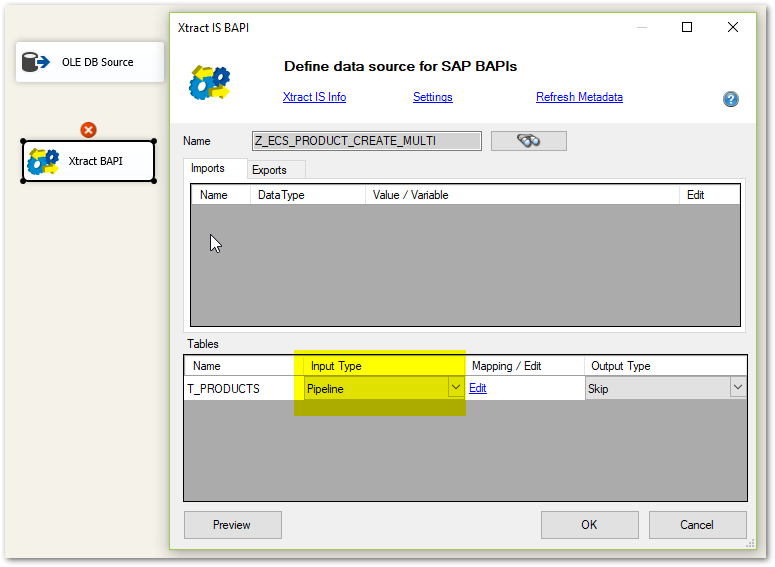 OLE DB Source
Xtract BAPI
Xtract IS BAPI
Define data source for SAP BAPIs
Xtract IS Info Settings Refresh Metadata
?
Name Z_ECS_PRODUCT_CREATE_MULTI
Imports Exports
Name DataType Value / Variable Edit
Tables
Name Input Type Mapping / Edit Output Type
T_PRODUCTS Pipeline Edit Skip
Preview OK Cancel